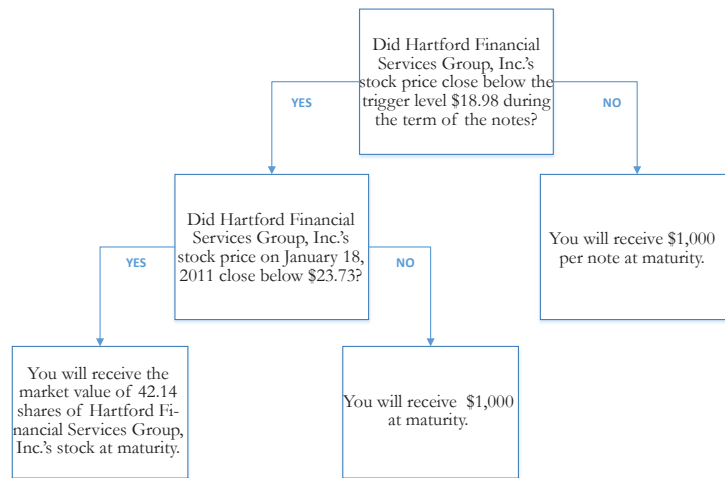 Did Hartford Financial
Services Group, Inc.'s
stock price close below the
trigger level $18.98 during
the term of the notes?
YES
NO
Did Hartford Financial
Services Group, Inc.'s
stock price on January 18,
2011 close below $23.73?
You will receive $1,000
per note at maturity.
YES
NO
You will receive the
market value of 42.14
shares of Hartford Fi-
nancial Services Group,
Inc.'s stock at maturity.
You will receive $1,000
at maturity.